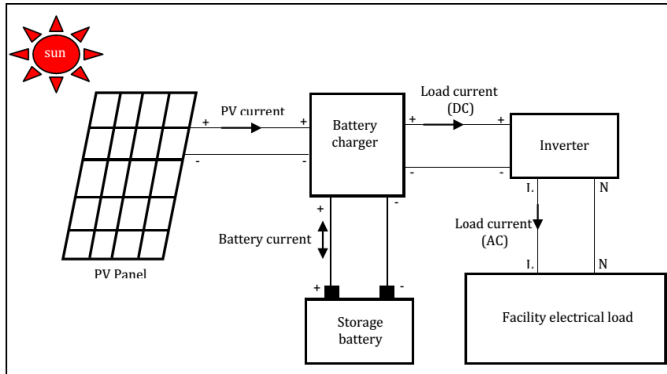 sun
PV current
Load current
(DC)
+
+
+
+
Battery
charger
Inverter
-
-
-
-
L
N
+
-
Battery current
Load current
(AC)
PV Panel
L
N
+
-
Storage
battery
Facility electrical load